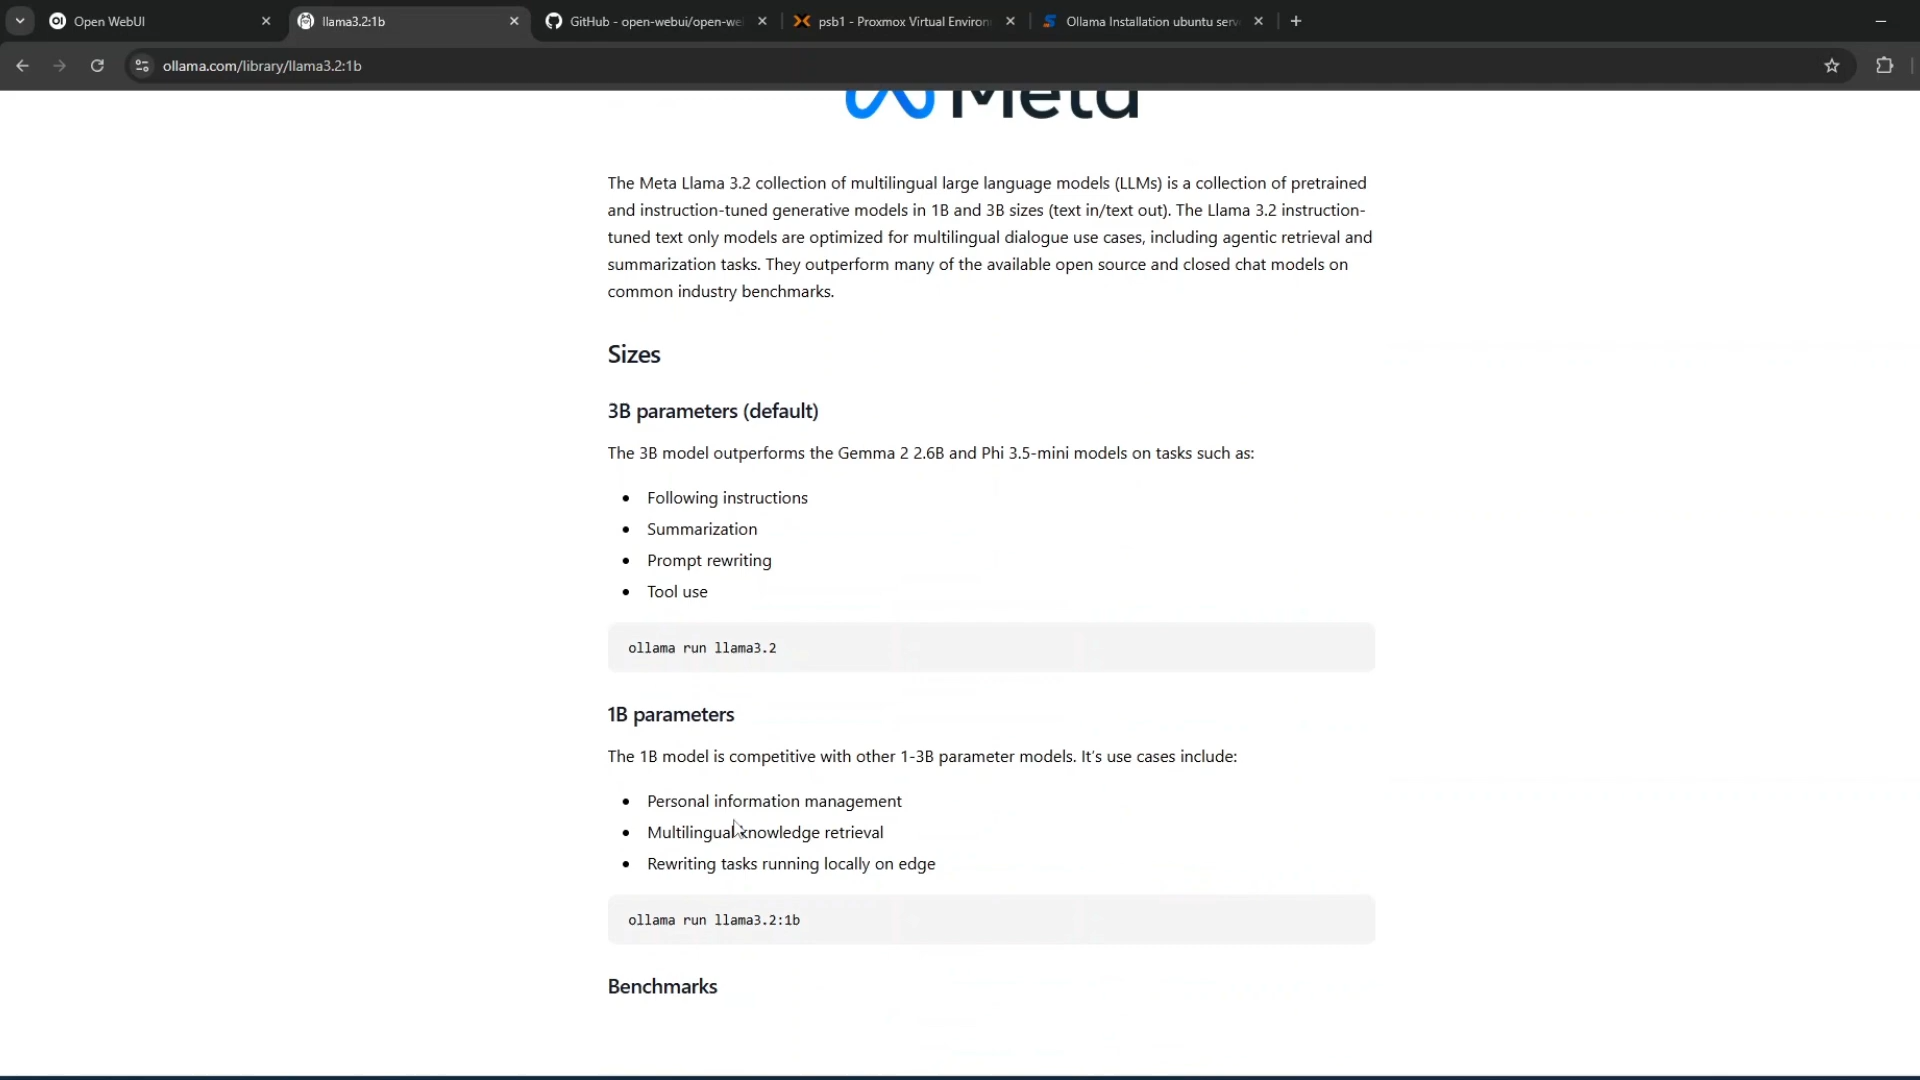 Open WebUI
llama3.2:1b
GitHub - open-webui/open-we
psb1 - Proxmox Virtual Environ
Ollama Installation ubuntu serv
ollama.com/library/llama3.2:1b
Meta
The Meta Llama 3.2 collection of multilingual large language models (LLMs) is a collection of pretrained
and instruction-tuned generative models in 1B and 3B sizes (text in/text out). The Llama 3.2 instruction-
tuned text only models are optimized for multilingual dialogue use cases, including agentic retrieval and
summarization tasks. They outperform many of the available open source and closed chat models on
common industry benchmarks.
Sizes
3B parameters (default)
The 3B model outperforms the Gemma 2 2.6B and Phi 3.5-mini models on tasks such as:
• Following instructions
• Summarization
• Prompt rewriting
• Tool use
ollama run llama3.2
1B parameters
The 1B model is competitive with other 1-3B parameter models. It's use cases include:
• Personal information management
• Multilingual knowledge retrieval
• Rewriting tasks running locally on edge
ollama run llama3.2:1b
Benchmarks